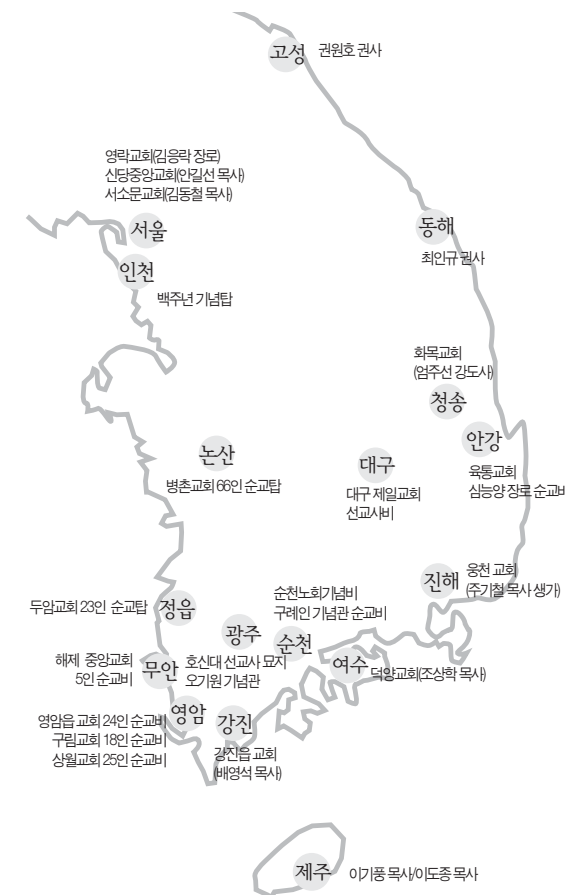 고성
권원호 권사
영락교회(김응락 장로)
신당중앙교회(안길선 목사)
서소문교회(김동철 목사)
서울
동해
최인규 권사
인천
백주년 기념탑
화목교회
(엄주선 강도사)
청송
안강
육통교회
심능양 장로 순교비
논산
병촌교회 66인 순교탑
대구
대구 제일교회
선교사비
진해
웅천 교회
(주기철 목사 생가)
두암교회 23인 순교탑
정읍
광주
호신대 선교사 묘지
오기원 기념관
순천노회기념비
구례인 기념관 순교비
순천
여수
덕양교회(조상학 목사)
해제 중앙교회
5인 순교비
무안
영암
영암읍 교회 24인 순교비
구림교회 18인 순교비
상월교회 25인 순교비
강진
강진읍 교회
(배영석 목사)
제주
이기풍 목사/이도종 목사